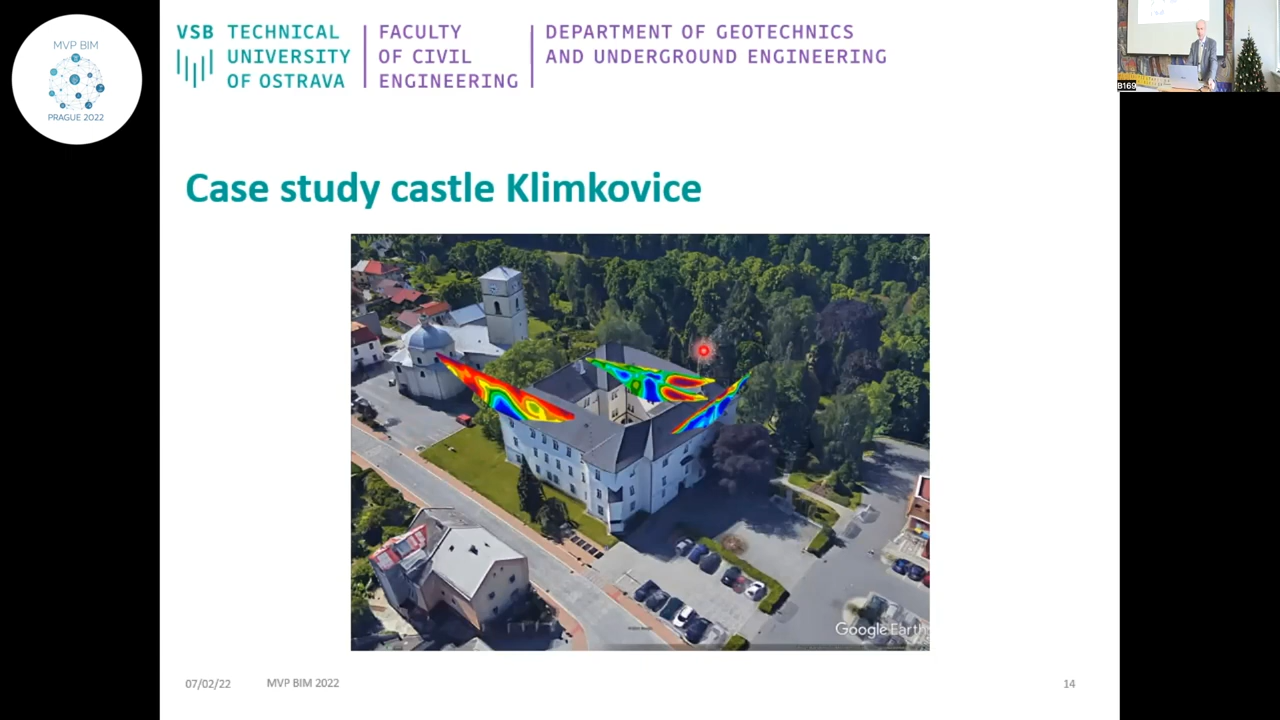 MVP BIM
PRAGUE 2022
VSB TECHNICAL
UNIVERSITY
OF OSTRAVA
FACULTY
OF CIVIL
ENGINEERING
DEPARTMENT OF GEOTECHNICS
AND UNDERGROUND ENGINEERING
B169
Case study castle Klimkovice
Google Earth
07/02/22
MVP BIM 2022
14